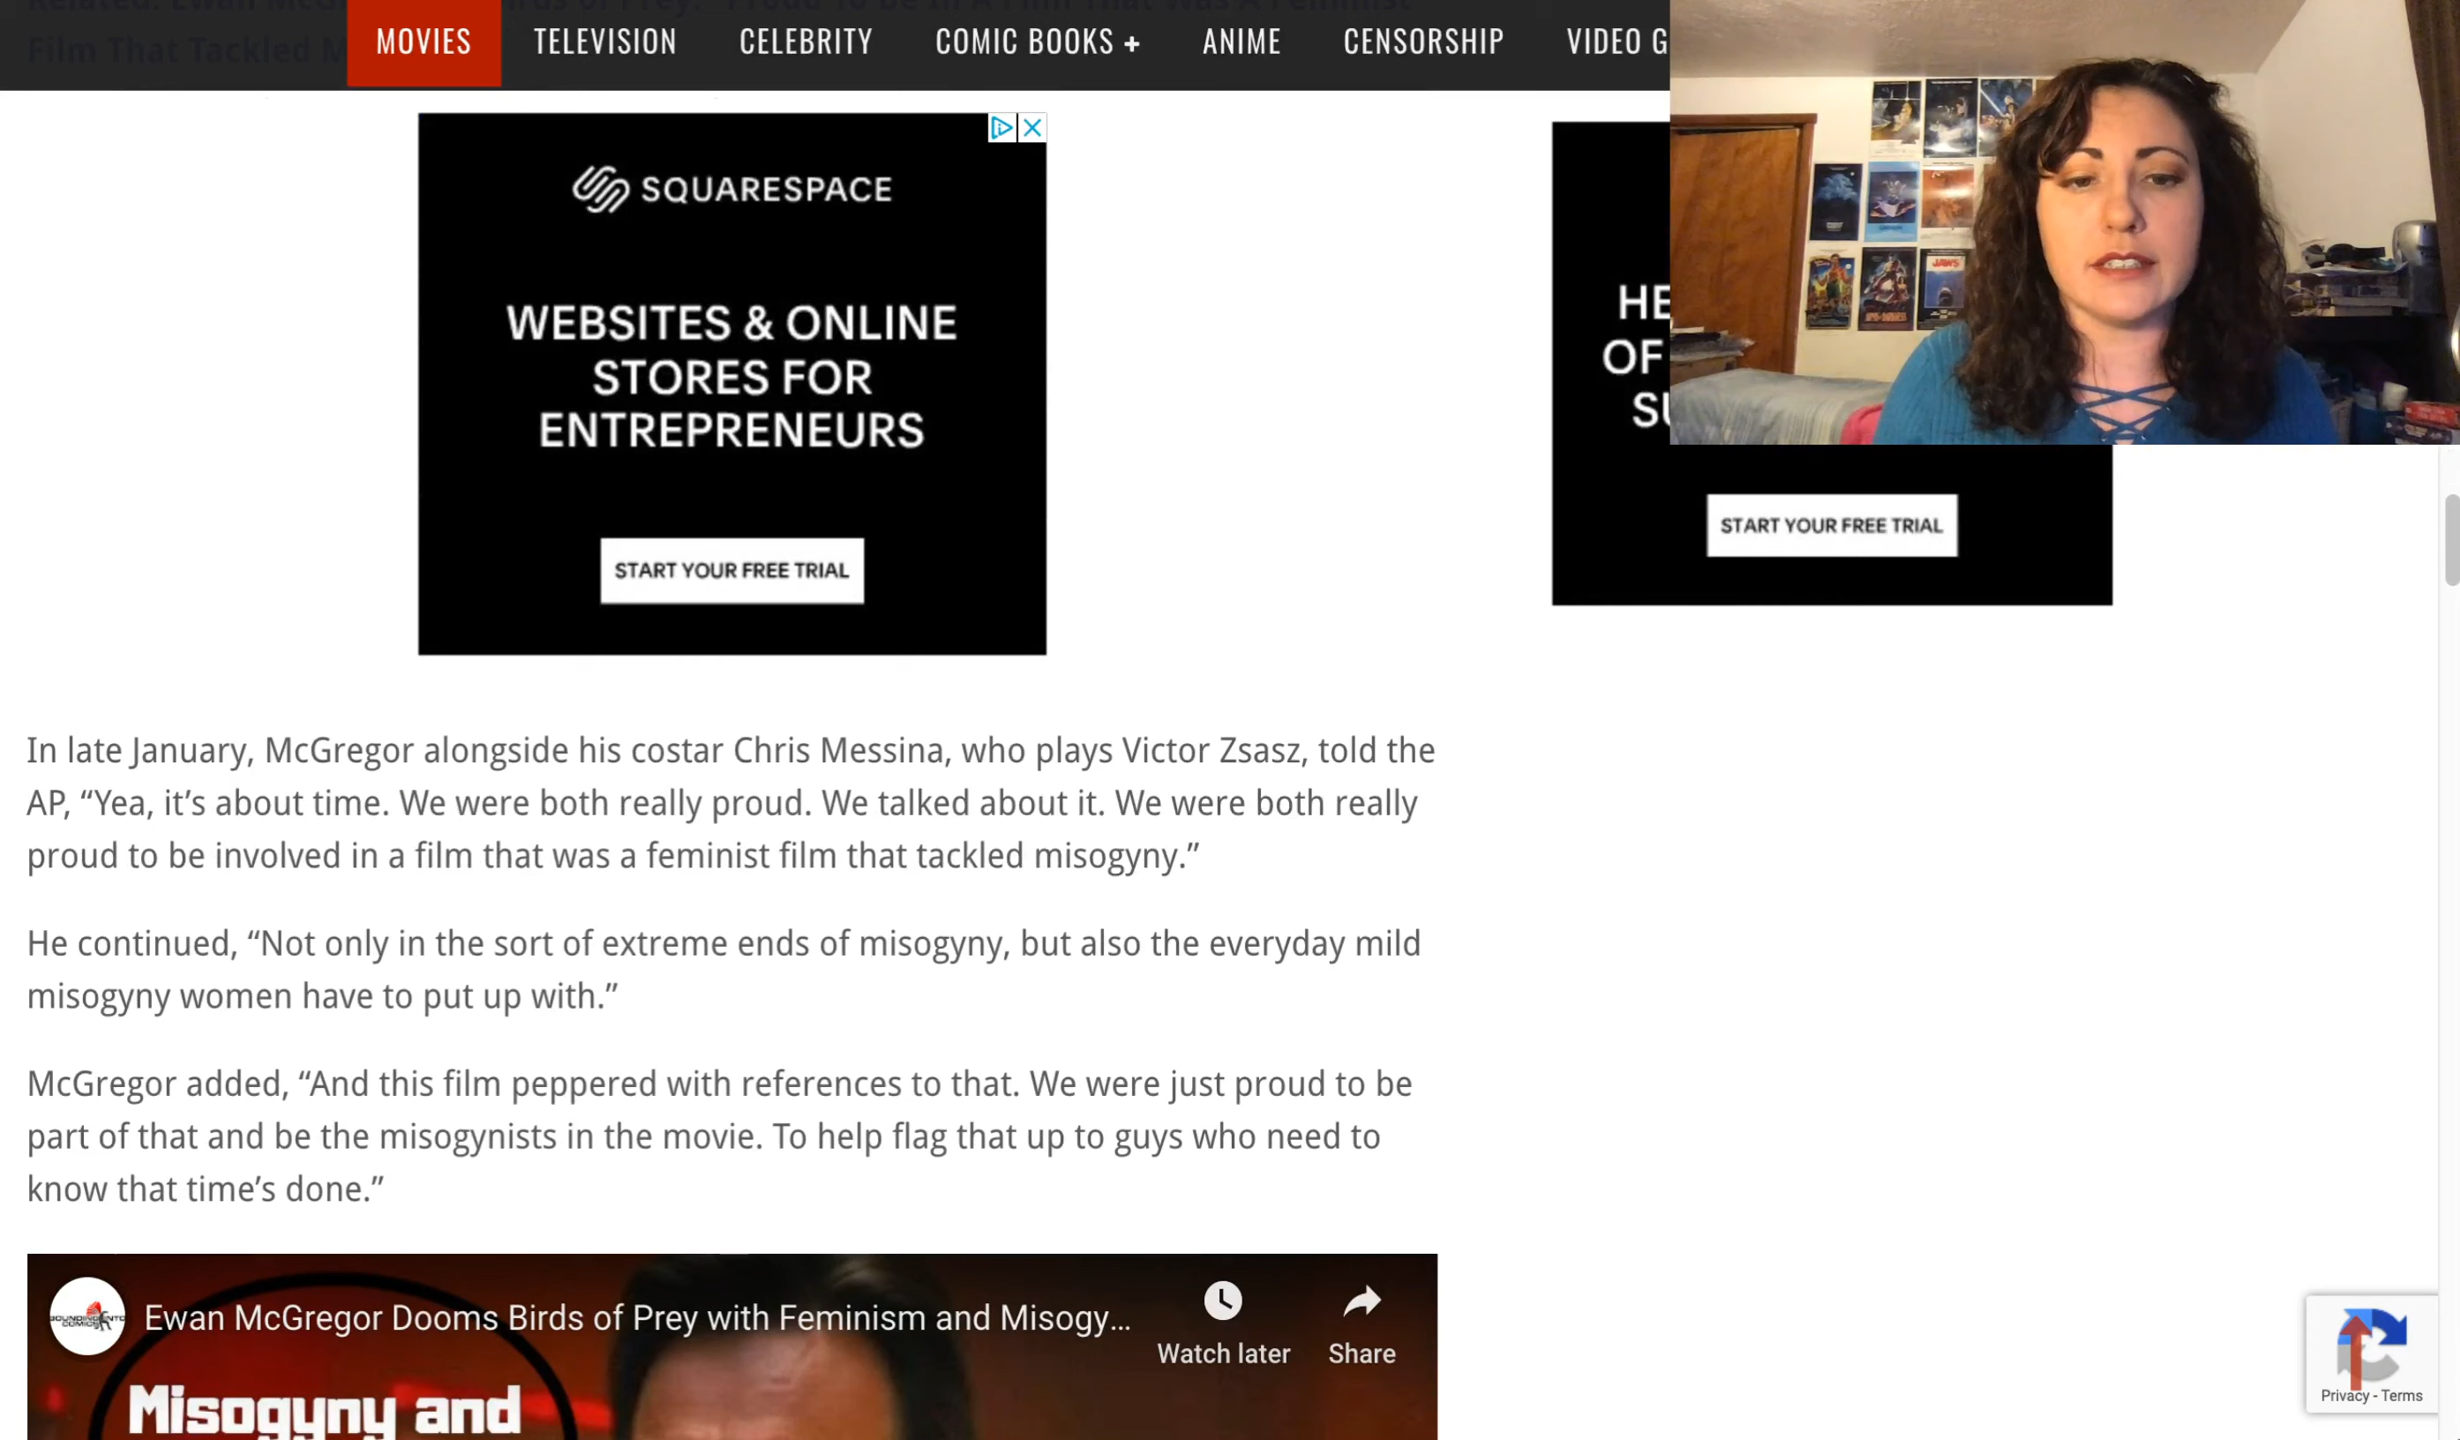 Film That Tackled M
MOVIES
TELEVISION
CELEBRITY
COMIC BOOKS +
ANIME
CENSORSHIP
VIDEO G
SQUARESPACE
WEBSITES & ONLINE
STORES FOR
ENTREPRENEURS
START YOUR FREE TRIAL
HE
OF
SU
START YOUR FREE TRIAL
JAWS
In late January, McGregor alongside his costar Chris Messina, who plays Victor Zsasz, told the
AP, “Yea, it’s about time. We were both really proud. We talked about it. We were both really
proud to be involved in a film that was a feminist film that tackled misogyny.”
He continued, “Not only in the sort of extreme ends of misogyny, but also the everyday mild
misogyny women have to put up with.”
McGregor added, “And this film peppered with references to that. We were just proud to be
part of that and be the misogynists in the movie. To help flag that up to guys who need to
know that time’s done.”
BOUNDING INTO
COMICS
Ewan McGregor Dooms Birds of Prey with Feminism and Misogy...
Watch later
Share
Misogyny and
Privacy - Terms